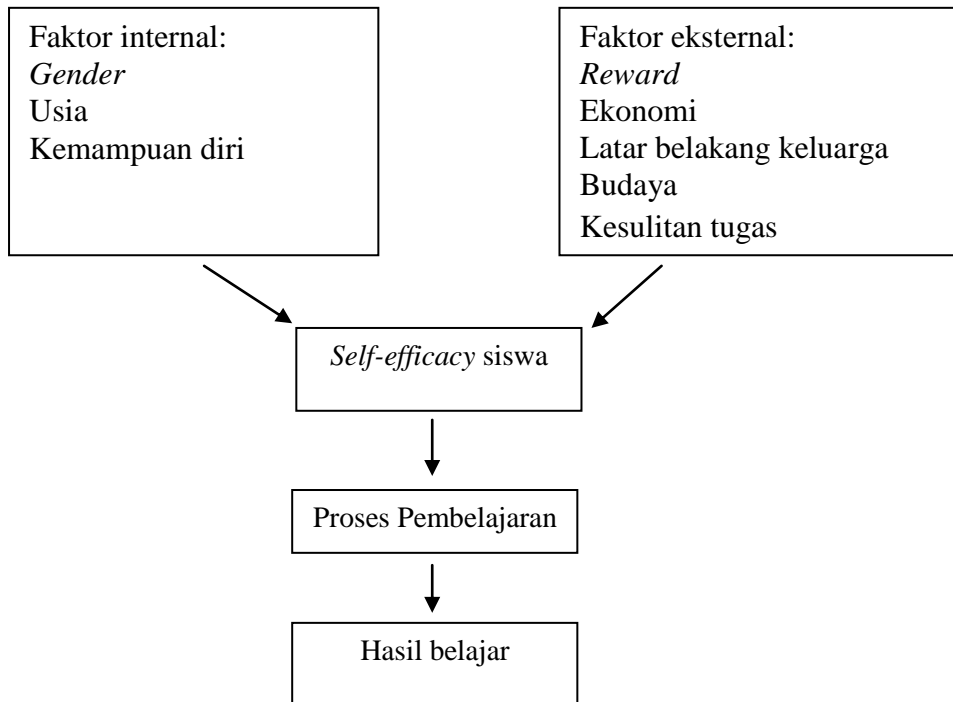 Faktor internal:
Gender
Usia
Kemampuan diri
Faktor eksternal:
Reward
Ekonomi
Latar belakang keluarga
Budaya
Kesulitan tugas
Self-efficacy siswa
Proses Pembelajaran
Hasil belajar